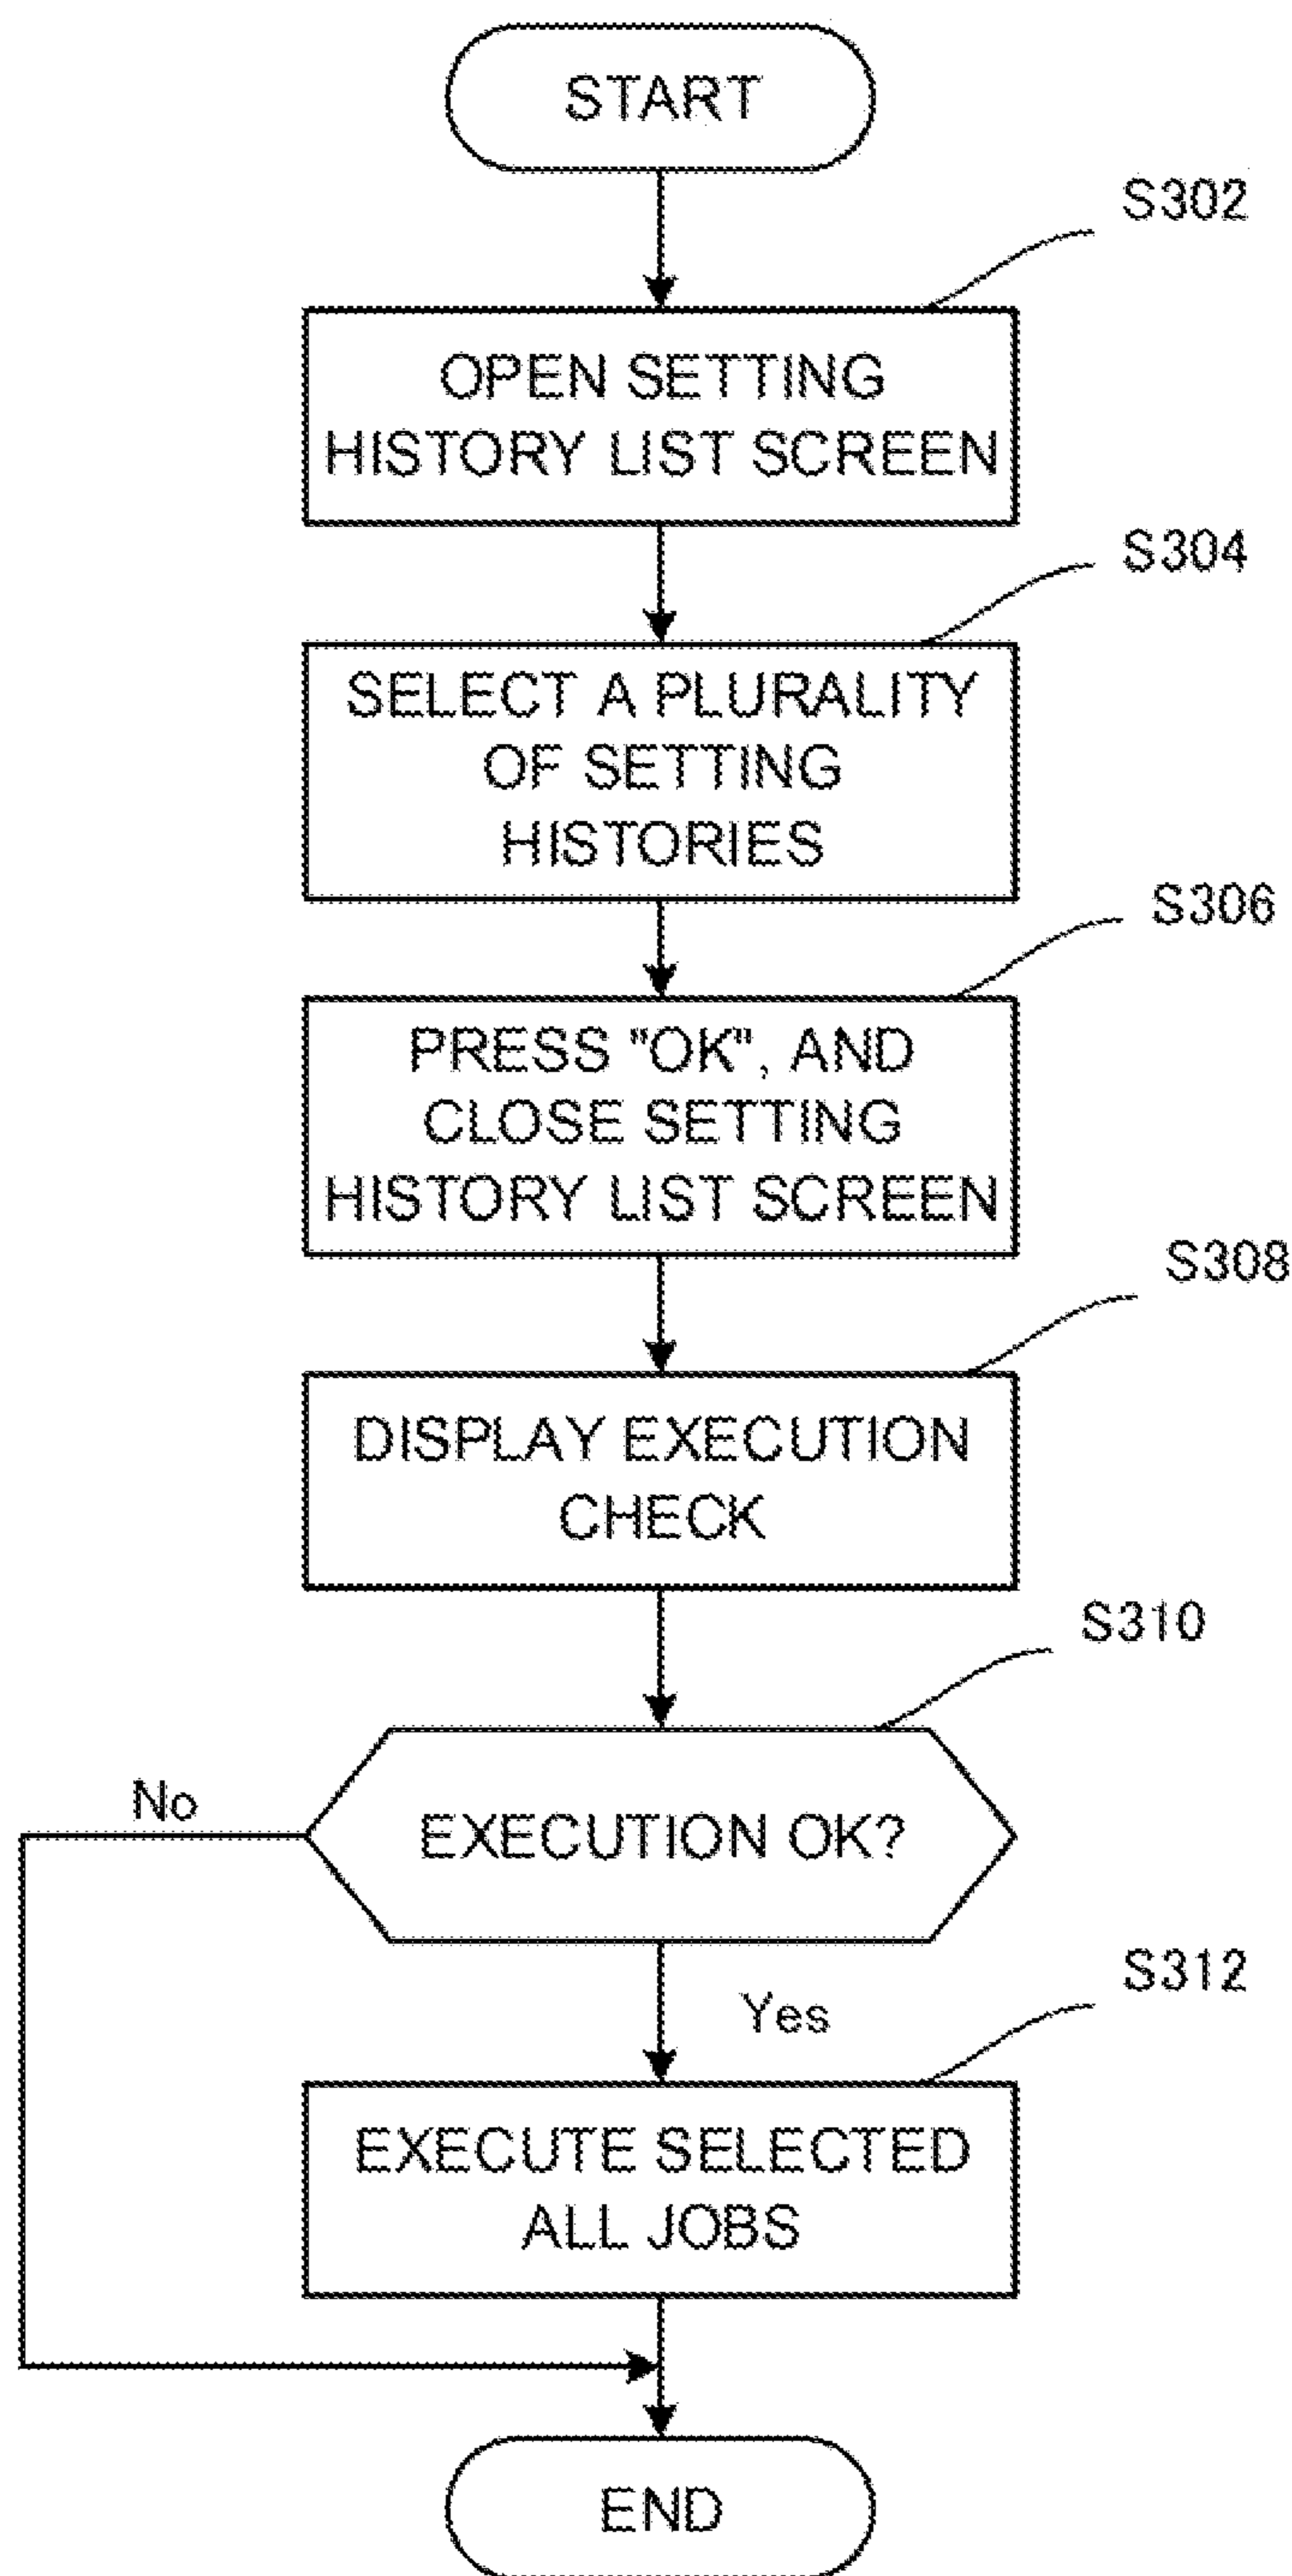 START
S302
OPEN SETTING
HISTORY LIST SCREEN
S304
SELECT A PLURALITY
OF SETTING
HISTORIES
S306
PRESS "OK", AND
CLOSE SETTING
HISTORY LIST SCREEN
S308
DISPLAY EXECUTION
CHECK
S310
No
EXECUTION OK?
Yes
S312
EXECUTE SELECTED
ALL JOBS
END